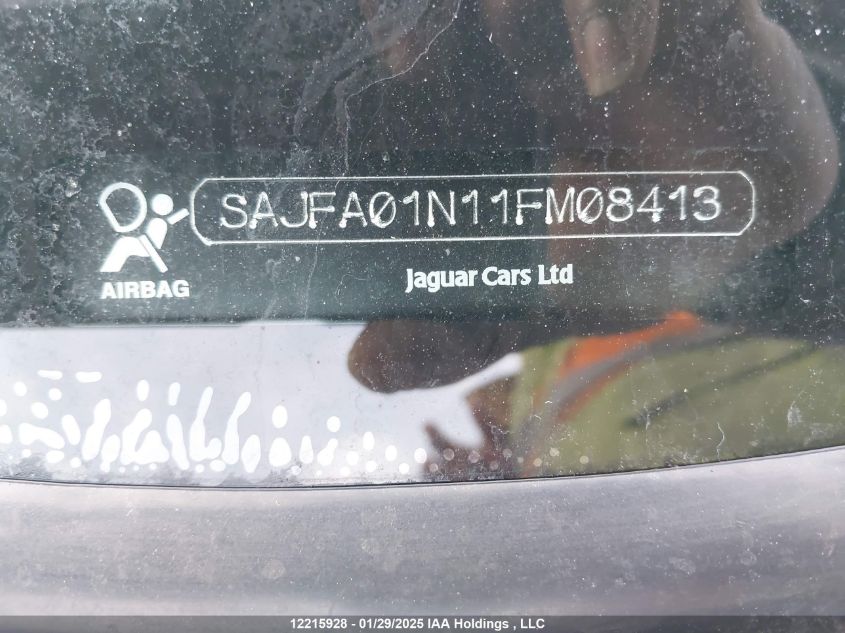 SAJFA01N11FM08413
AIRBAG
Jaguar Cars Ltd
12215928 - 01/29/2025 IAA Holdings , LLC